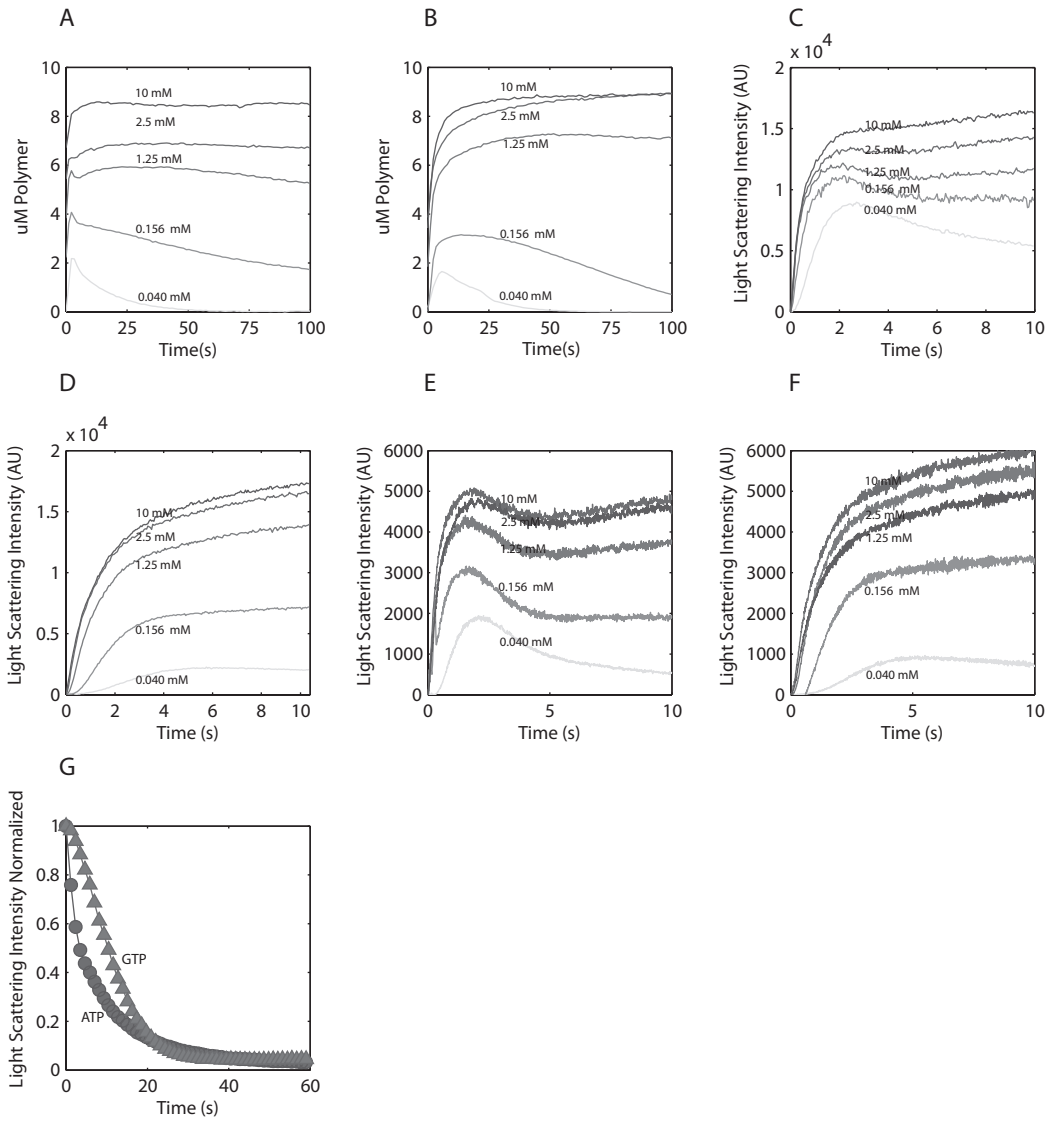 A
10
8
6
4
2
0
uM Polymer
10 mM
2.5 mM
1.25 mM
0.156 mM
0.040 mM
0 25 50 75 100
Time(s)
B
10
8
6
4
2
0
uM Polymer
10 mM
2.5 mM
1.25 mM
0.156 mM
0.040 mM
0 25 50 75 100
Time(s)
C
x 10⁴
2
1.5
1
0.5
0
Light Scattering Intensity (AU)
10 mM
2.5 mM
1.25 mM
0.156 mM
0.040 mM
0 2 4 6 8 10
Time (s)
D
x 10⁴
2
1.5
1
0.5
0
Light Scattering Intensity (AU)
10 mM
2.5 mM
1.25 mM
0.156 mM
0.040 mM
0 2 4 6 8 10
Time (s)
E
6000
5000
4000
3000
2000
1000
0
Light Scattering Intensity (AU)
10 mM
2.5 mM
1.25 mM
0.156 mM
0.040 mM
0 5 10
Time (s)
F
6000
5000
4000
3000
2000
1000
0
Light Scattering Intensity (AU)
10 mM
2.5 mM
1.25 mM
0.156 mM
0.040 mM
0 5 10
Time (s)
G
1
0.8
0.6
0.4
0.2
0
Light Scattering Intensity Normalized
GTP
ATP
0 20 40 60
Time (s)